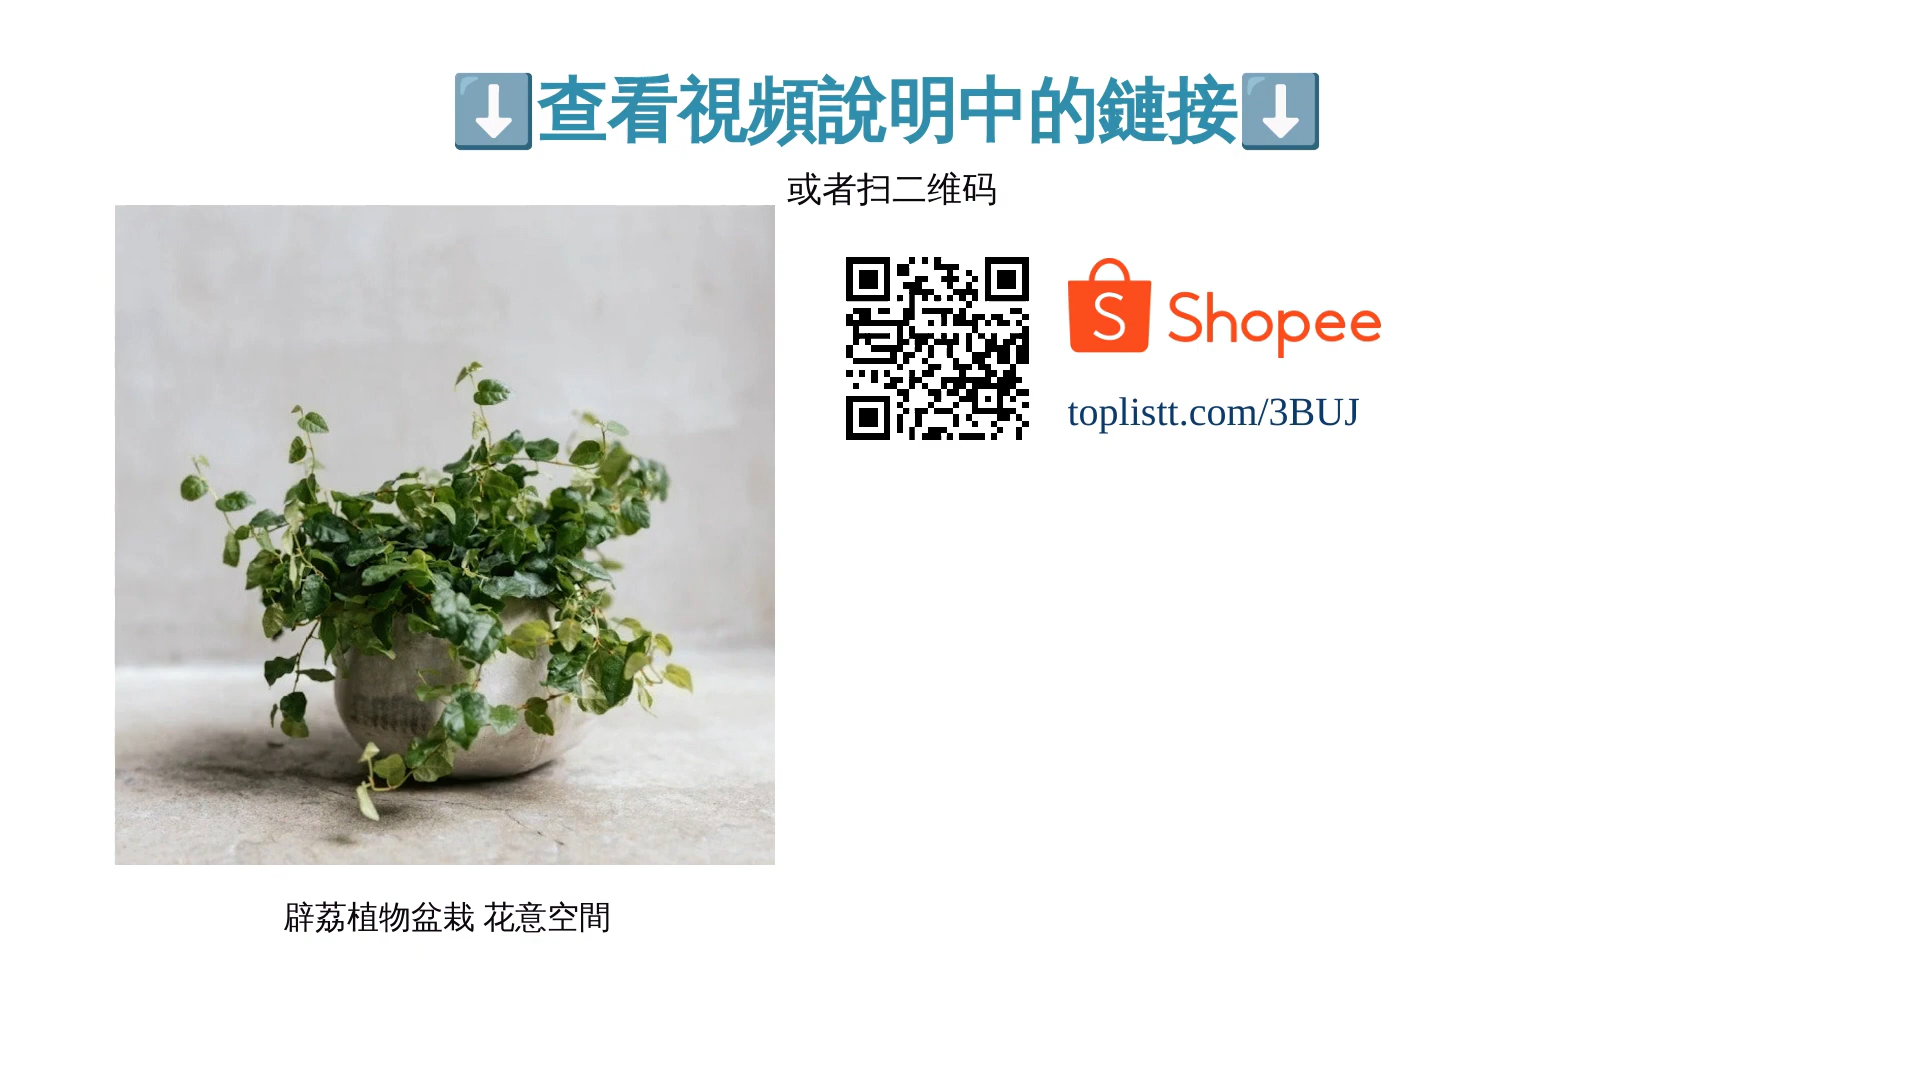 ⬇️查看視頻說明中的鏈接⬇️
或者扫二维码
Shopee
toplistt.com/3BUJ
辟荔植物盆栽 花意空間